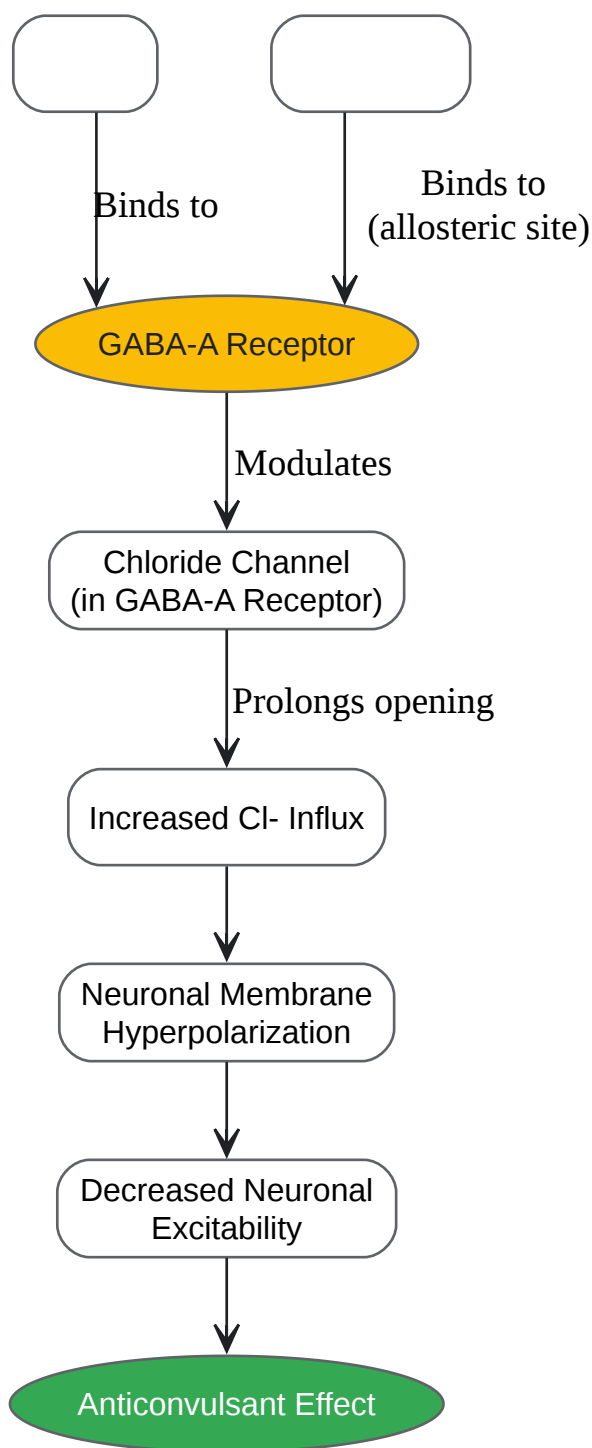 Binds to
Binds to
(allosteric site)
GABA-A Receptor
Modulates
Chloride Channel
(in GABA-A Receptor)
Prolongs opening
Increased Cl- Influx
Neuronal Membrane
Hyperpolarization
Decreased Neuronal
Excitability
Anticonvulsant Effect